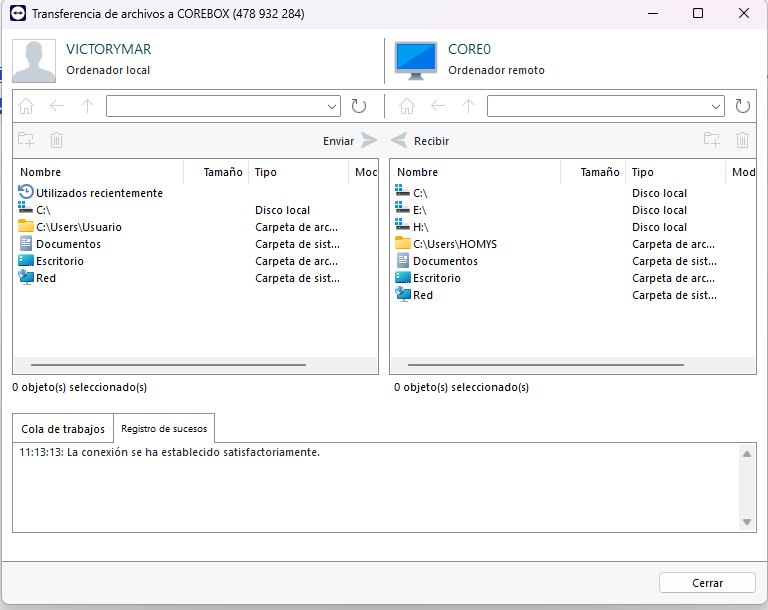 Transferencia de archivos a COREBOX (478 932 284)
VICTORYMAR
Ordenador local
CORE0
Ordenador remoto
Enviar
Recibir
Nombre Tamaño Tipo Moc
Utilizados recientemente
C:\ Disco local
C:\Users\Usuario Carpeta de arc...
Documentos Carpeta de sist...
Escritorio Carpeta de arc...
Red Carpeta de sist...
Nombre Tamaño Tipo Mod
C:\ Disco local
E:\ Disco local
H:\ Disco local
C:\Users\HOMYS Carpeta de arc...
Documentos Carpeta de sist...
Escritorio Carpeta de arc...
Red Carpeta de sist...
0 objeto(s) seleccionado(s)
0 objeto(s) seleccionado(s)
Cola de trabajos
Registro de sucesos
11:13:13: La conexión se ha establecido satisfactoriamente.
Cerrar